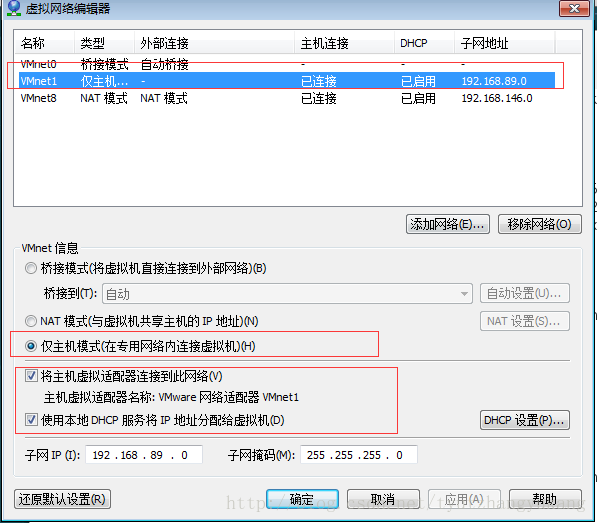 虚拟网络编辑器
名称 类型 外部连接 主机连接 DHCP 子网地址
VMnet0 桥接模式 自动桥接 - - -
VMnet1 仅主机... - 已连接 已启用 192.168.89.0
VMnet8 NAT 模式 NAT 模式 已连接 已启用 192.168.146.0
添加网络(E)... 移除网络(O)
VMnet 信息
桥接模式(将虚拟机直接连接到外部网络)(B)
桥接到(T): 自动 自动设置(U)...
NAT 模式(与虚拟机共享主机的 IP 地址)(N) NAT 设置(S)...
仅主机模式(在专用网络内连接虚拟机)(H)
将主机虚拟适配器连接到此网络(V)
主机虚拟适配器名称: VMware 网络适配器 VMnet1
使用本地 DHCP 服务将 IP 地址分配给虚拟机(D) DHCP 设置(P)...
子网 IP (I): 192 . 168 . 89 . 0 子网掩码(M): 255 . 255 . 255 . 0
还原默认设置(R) 确定 取消 应用(A) 帮助